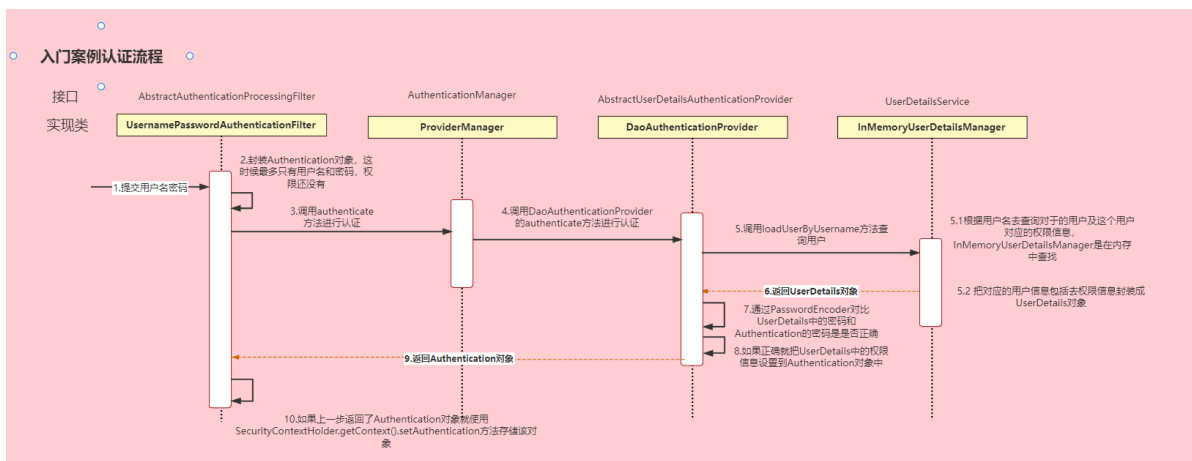 入门案例认证流程
接口
AbstractAuthenticationProcessingFilter
AuthenticationManager
AbstractUserDetailsAuthenticationProvider
UserDetailsService
实现类
UsernamePasswordAuthenticationFilter
ProviderManager
DaoAuthenticationProvider
InMemoryUserDetailsManager
1.提交用户名密码
2.封装Authentication对象，这
时候最多只有用户名和密码，权
限还没有
3.调用authenticate
方法进行认证
4.调用DaoAuthenticationProvider
的authenticate方法进行认证
5.调用loadUserByUsername方法查
询用户
5.1根据用户名去查询对于的用户及这个用户
对应的权限信息，
InMemoryUserDetailsManager是在内存
中查找
5.2 把对应的用户信息包括去权限信息封装成
UserDetails对象
6.返回UserDetails对象
7.通过PasswordEncoder对比
UserDetails中的密码和
Authentication的密码是是否正确
8.如果正确就把UserDetails中的权限
信息设置到Authentication对象中
9.返回Authentication对象
10.如果上一步返回了Authentication对象就使用
SecurityContextHolder.getContext().setAuthentication方法存储该对
象